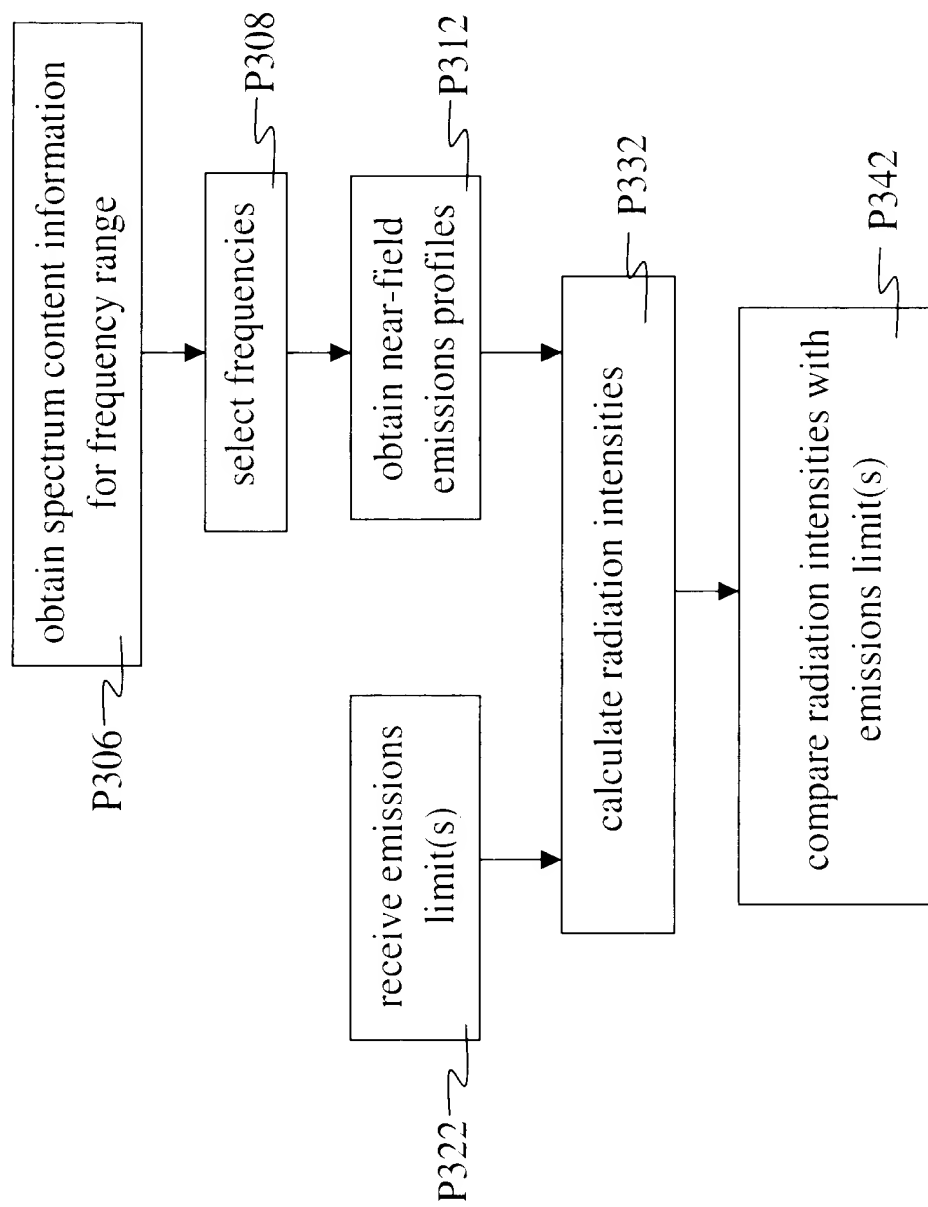 P306
obtain spectrum content information
for frequency range
P308
select frequencies
P312
obtain near-field
emissions profiles
P322
receive emissions
limit(s)
P332
calculate radiation intensities
P342
compare radiation intensities with
emissions limit(s)